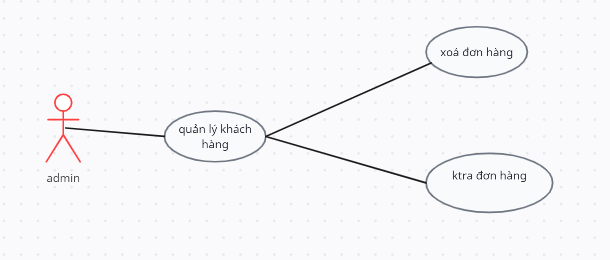 xoá đơn hàng
quản lý khách
hàng
ktra đơn hàng
admin